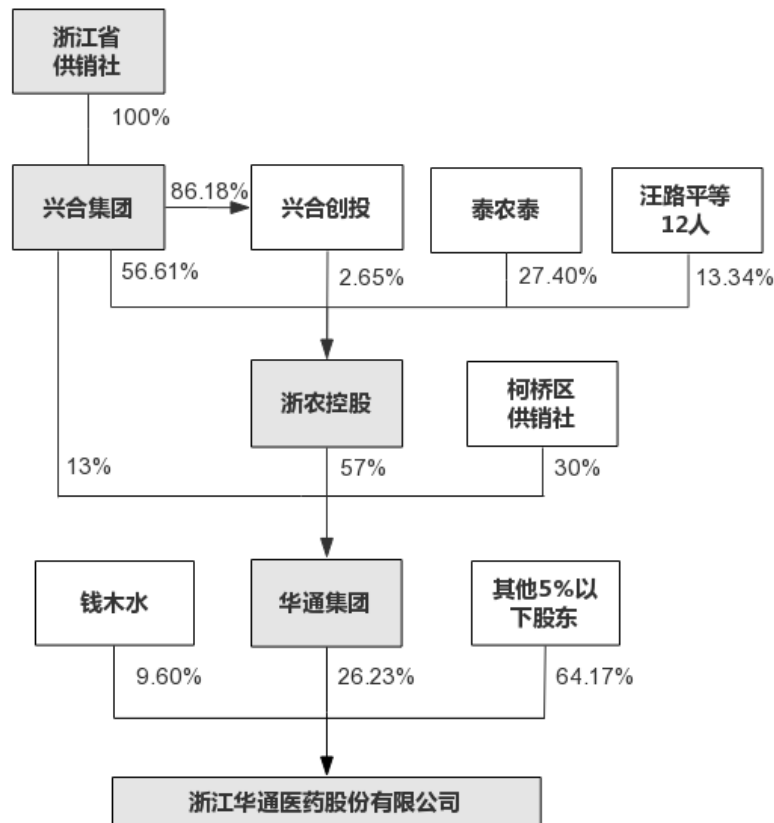 浙江省
供销社
100%
兴合集团
86.18%
兴合创投
泰农泰
汪路平等
12人
56.61%
2.65%
27.40%
13.34%
浙农控股
柯桥区
供销社
13%
57%
30%
钱木水
华通集团
其他5%以
下股东
9.60%
26.23%
64.17%
浙江华通医药股份有限公司